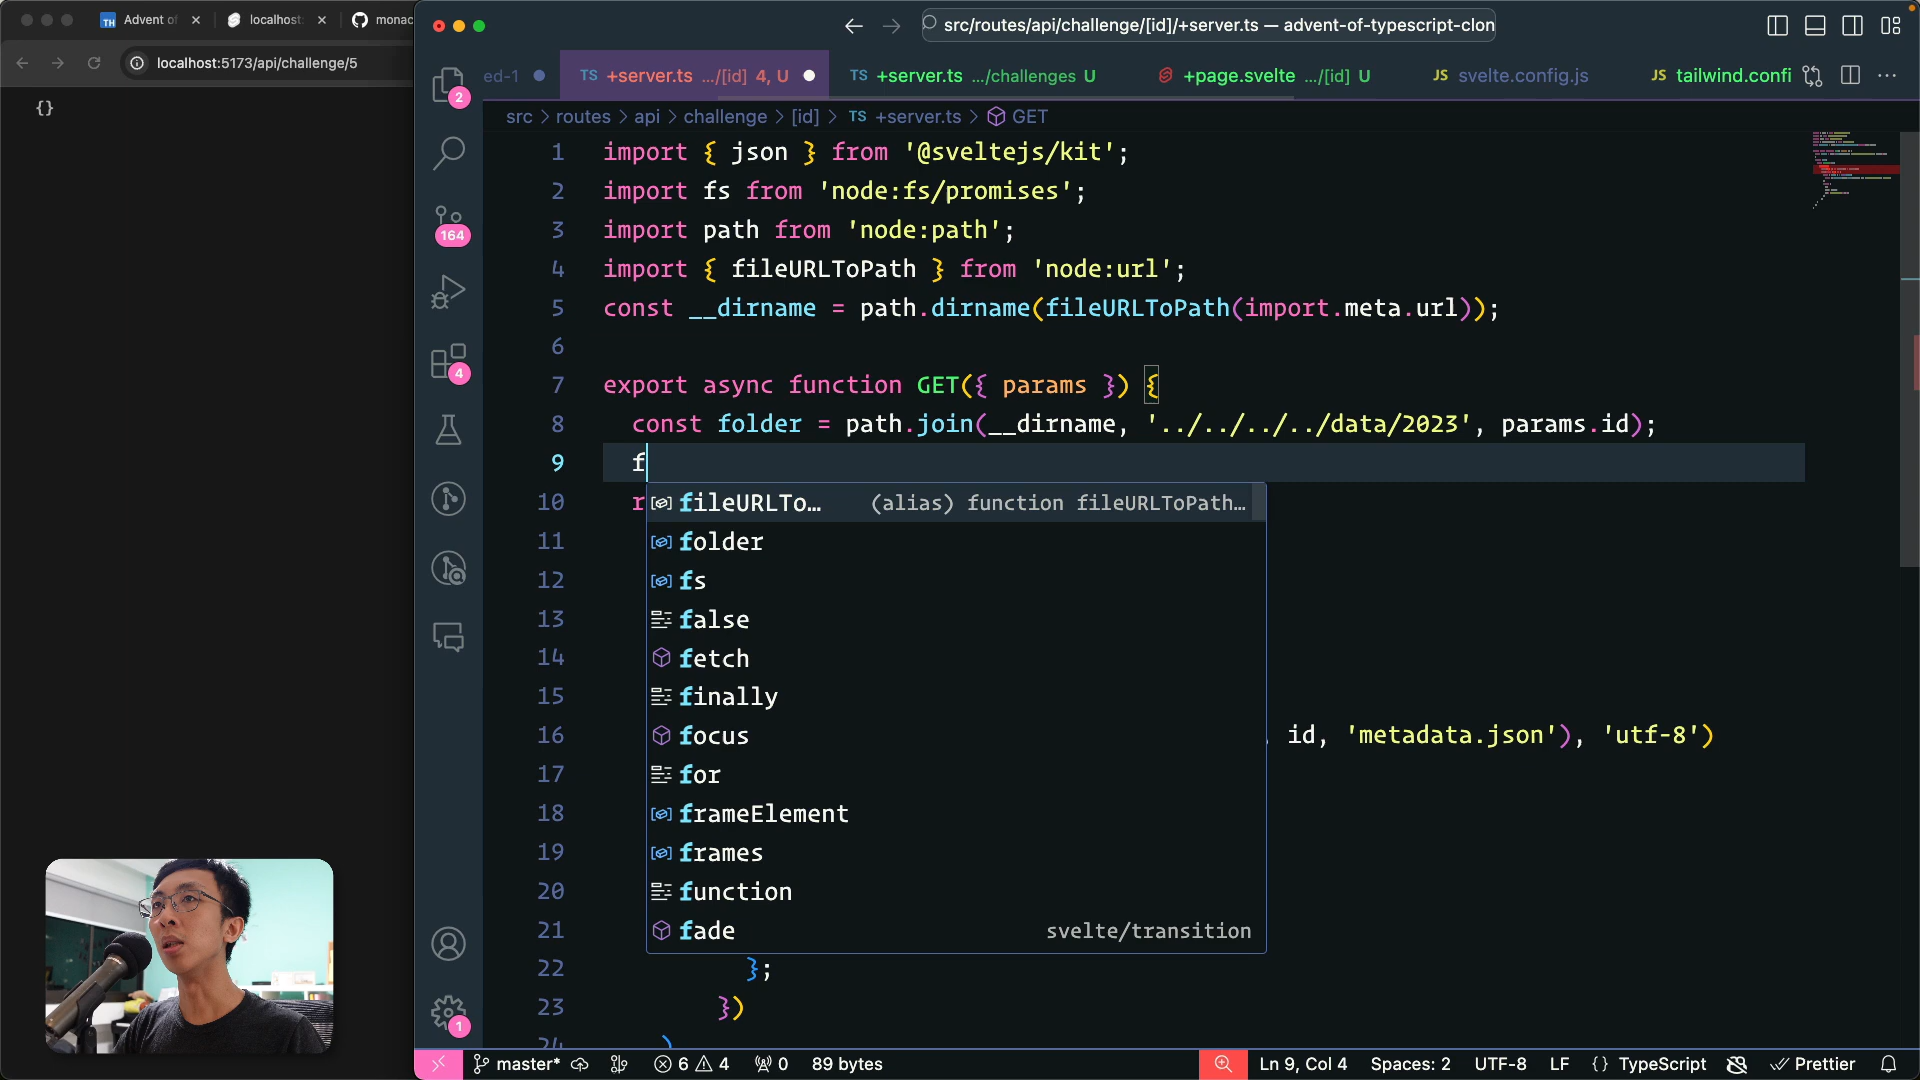 Advent of
localhost:
monac
localhost:5173/api/challenge/5
{}
src/routes/api/challenge/[id]/+server.ts — advent-of-typescript-clon
ed-1
TS +server.ts .../[id] 4, U
TS +server.ts .../challenges U
+page.svelte .../[id] U
JS svelte.config.js
JS tailwind.confi
src > routes > api > challenge > [id] > TS +server.ts > GET
2
164
4
1
1 import { json } from '@sveltejs/kit';
2 import fs from 'node:fs/promises';
3 import path from 'node:path';
4 import { fileURLToPath } from 'node:url';
5 const __dirname = path.dirname(fileURLToPath(import.meta.url));
6
7 export async function GET({ params }) {
8 const folder = path.join(__dirname, '../../../../data/2023', params.id);
9 f
10 r
fileURLTo… (alias) function fileURLToPath…
11 folder
12 fs
13 false
14 fetch
15 finally
16 focus id, 'metadata.json'), 'utf-8')
17 for
18 frameElement
19 frames
20 function
21 fade svelte/transition
22 };
23 })
24 )
master* 6 4 0 89 bytes
Ln 9, Col 4 Spaces: 2 UTF-8 LF {} TypeScript Prettier